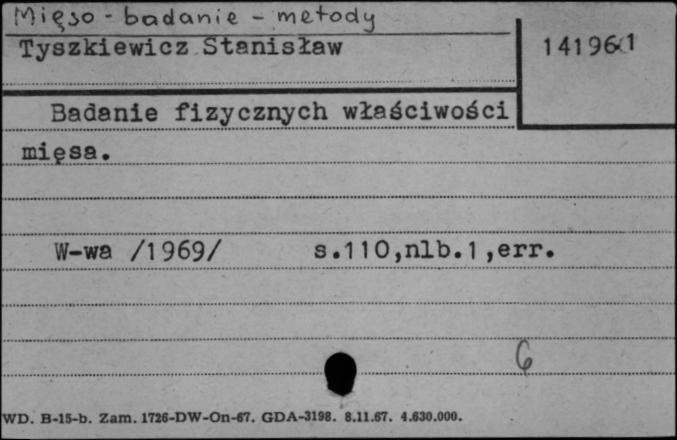 Mięso - badanie - metody
Tyszkiewicz Stanisław
141961
Badanie fizycznych właściwości
mięsa.
W-wa /1969/ s.110,nlb.1,err.
6
WD. B-15-b. Zam. 1726-DW-On-67. GDA-3198. 8.11.67. 4.630.000.